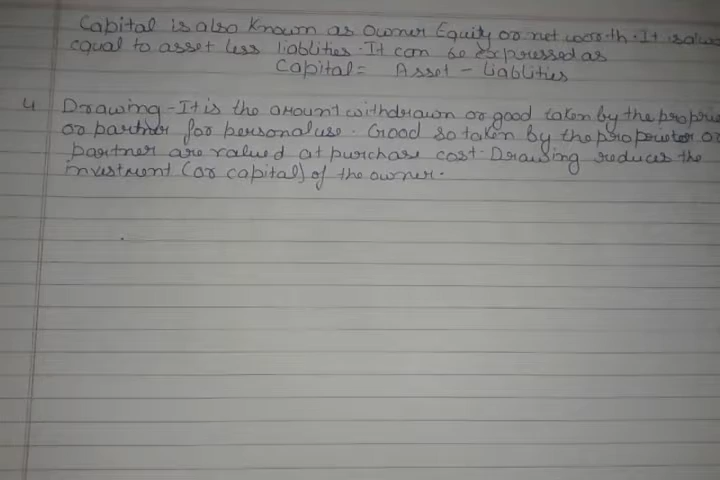 Capital is also Known as Owner Equity or net worth. It is
equal to asset less liablities. It can be expressed as
Capital = Asset - Liablities
4 Drawing - It is the amount withdrawn or good taken by the
or partner for personal use. Good so taken by the proprietor or
partner are valued at purchase cost. Drawing reduces the
investment (or capital) of the owner.